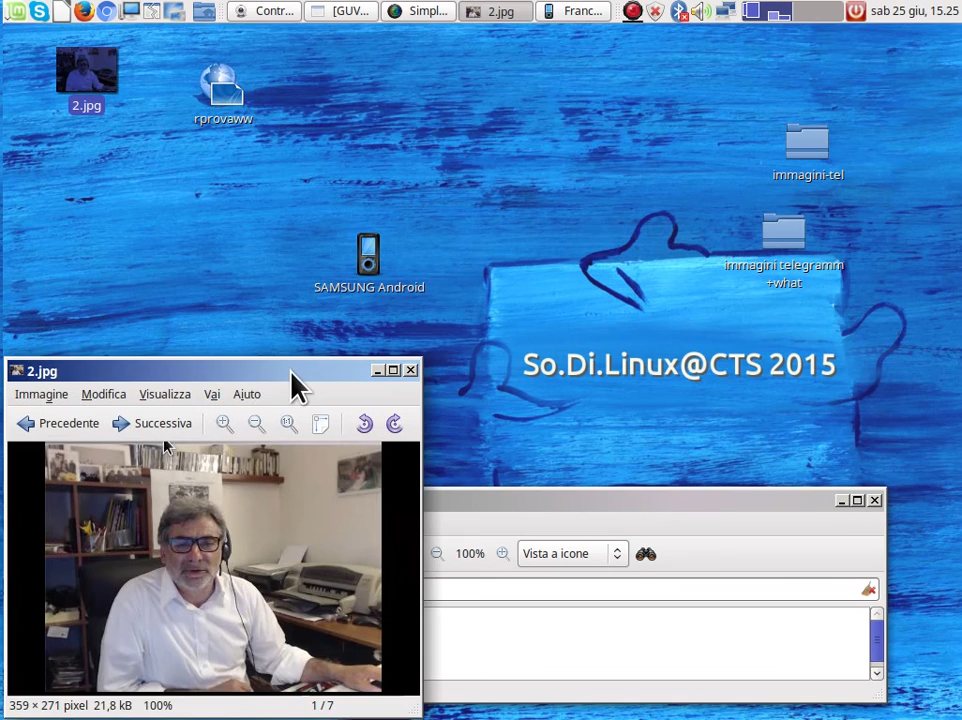 Contr...
[GUV...
Simpl...
2.jpg
Franc...
sab 25 giu, 15.25
2.jpg
rprovaww
immagini-tel
SAMSUNG Android
immagini telegramm
+what
So.Di.Linux@CTS 2015
2.jpg
Immagine Modifica Visualizza Vai Aiuto
Precedente Successiva
100% Vista a icone
359 × 271 pixel 21,8 kB 100% 1 / 7